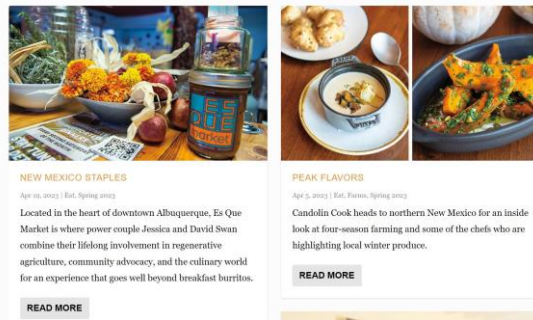 ES
QUE
market
NEW MEXICO STAPLES
Apr 19, 2023 | Eat, Spring 2023
Located in the heart of downtown Albuquerque, Es Que
Market is where power couple Jessica and David Swan
combine their lifelong involvement in regenerative
agriculture, community advocacy, and the culinary world
for an experience that goes well beyond breakfast burritos.
READ MORE
PEAK FLAVORS
Apr 5, 2023 | Eat, Farms, Spring 2023
Candolin Cook heads to northern New Mexico for an inside
look at four-season farming and some of the chefs who are
highlighting local winter produce.
READ MORE